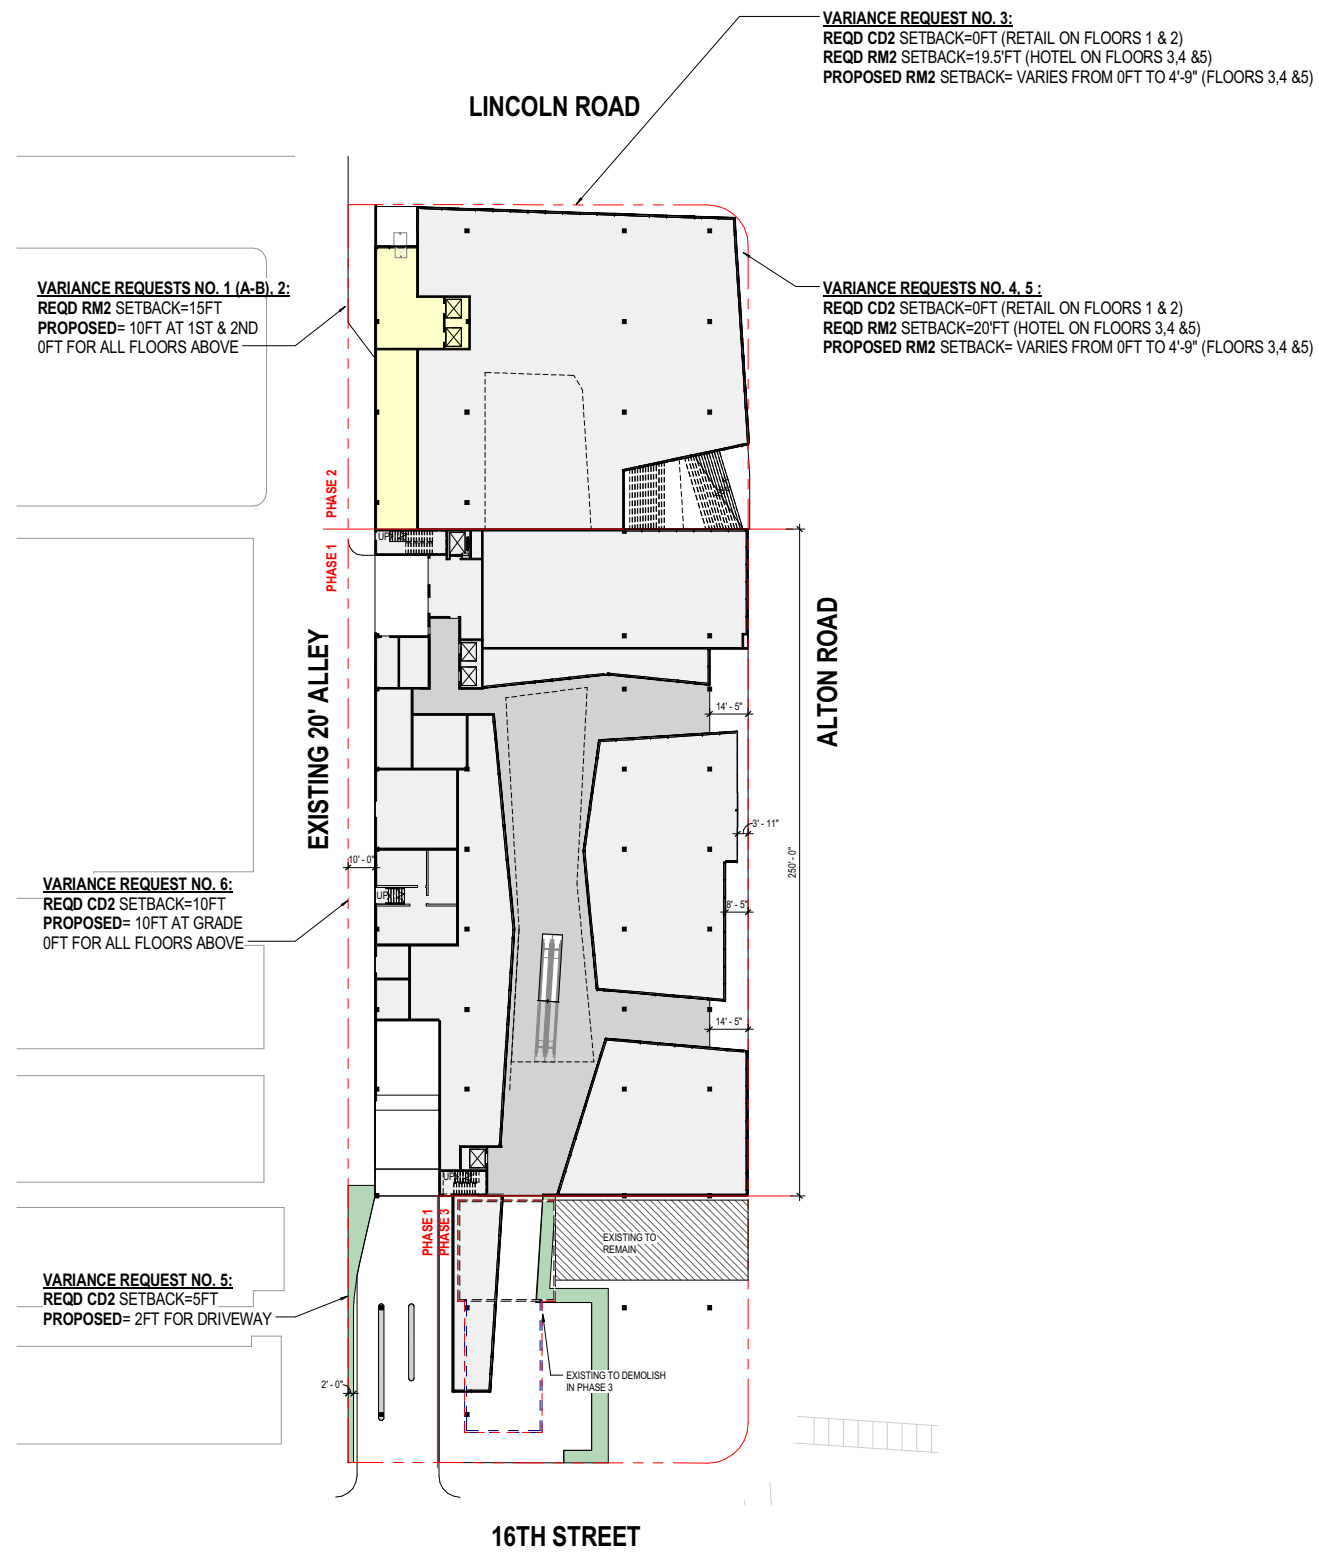 VARIANCE REQUEST NO. 3:
REQD CD2 SETBACK=0FT (RETAIL ON FLOORS 1 & 2)
REQD RM2 SETBACK=19.5'FT (HOTEL ON FLOORS 3,4 &5)
PROPOSED RM2 SETBACK= VARIES FROM 0FT TO 4'-9" (FLOORS 3,4 &5)
LINCOLN ROAD
VARIANCE REQUESTS NO. 1 (A-B), 2:
REQD RM2 SETBACK=15FT
PROPOSED= 10FT AT 1ST & 2ND
0FT FOR ALL FLOORS ABOVE
VARIANCE REQUESTS NO. 4, 5 :
REQD CD2 SETBACK=0FT (RETAIL ON FLOORS 1 & 2)
REQD RM2 SETBACK=20'FT (HOTEL ON FLOORS 3,4 &5)
PROPOSED RM2 SETBACK= VARIES FROM 0FT TO 4'-9" (FLOORS 3,4 &5)
PHASE 2
PHASE 1
UP
EXISTING 20' ALLEY
ALTON ROAD
14' - 5"
3' - 11"
250' - 0"
10' - 0"
UP
8' - 5"
VARIANCE REQUEST NO. 6:
REQD CD2 SETBACK=10FT
PROPOSED= 10FT AT GRADE
0FT FOR ALL FLOORS ABOVE
14' - 5"
UP
PHASE 1
PHASE 3
EXISTING TO
REMAIN
VARIANCE REQUEST NO. 5:
REQD CD2 SETBACK=5FT
PROPOSED= 2FT FOR DRIVEWAY
2' - 0"
EXISTING TO DEMOLISH
IN PHASE 3
16TH STREET